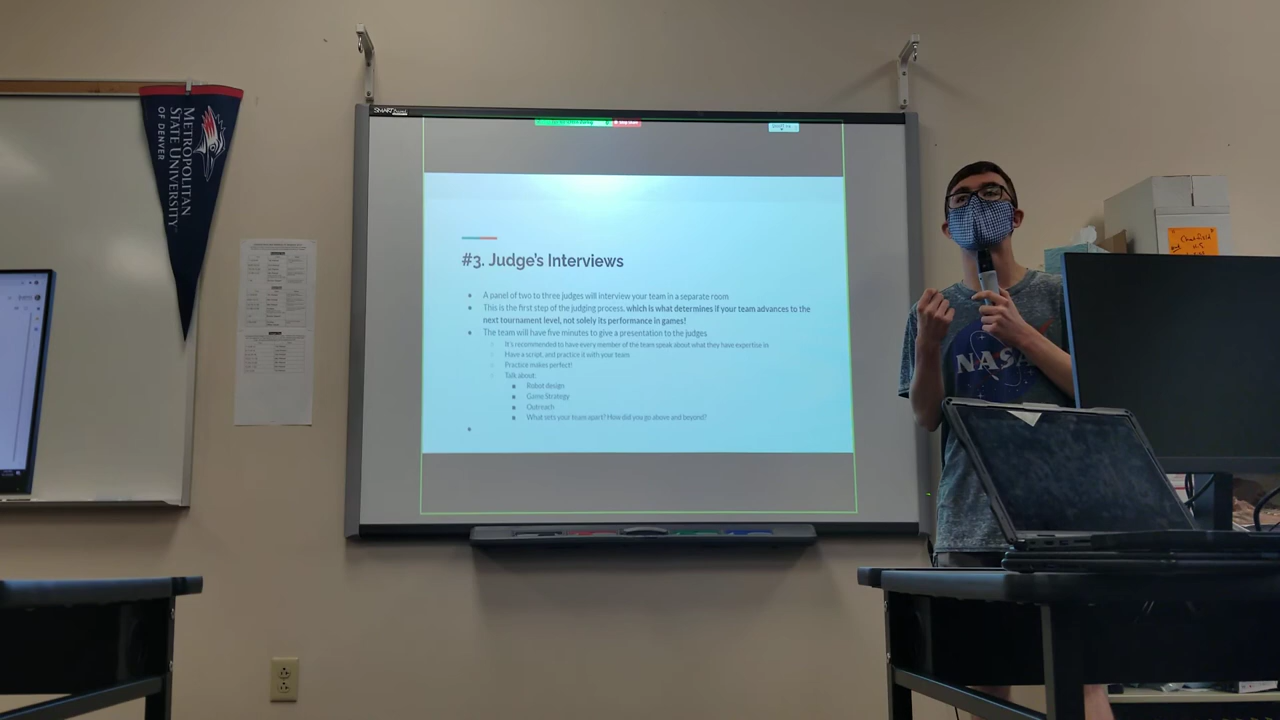 METROPOLITAN
STATE UNIVERSITY
OF DENVER
SMART
#3. Judge's Interviews
A panel of two to three judges will interview your team in a separate room
This is the first step of the judging process, which is what determines if your team advances to the
next tournament level, not solely its performance in games!
The team will have five minutes to give a presentation to the judges
It's recommended to have every member of the team speak about what they have expertise in
Have a script, and practice it with your team
Practice makes perfect!
Talk about:
Robot design
Game Strategy
Outreach
What sets your team apart? How did you go above and beyond?
NASA
Chatfield